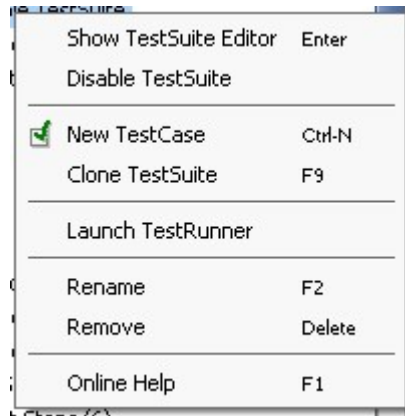 TestSuite
Show TestSuite Editor Enter
Disable TestSuite
New TestCase Ctrl-N
Clone TestSuite F9
Launch TestRunner
Rename F2
Remove Delete
Online Help F1